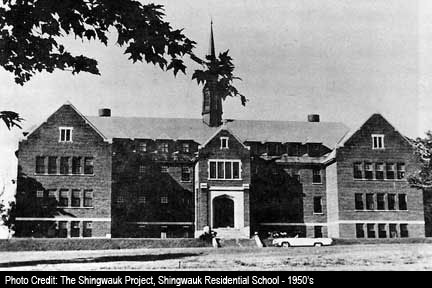 Photo Credit: The Shingwauk Project, Shingwauk Residential School - 1950's